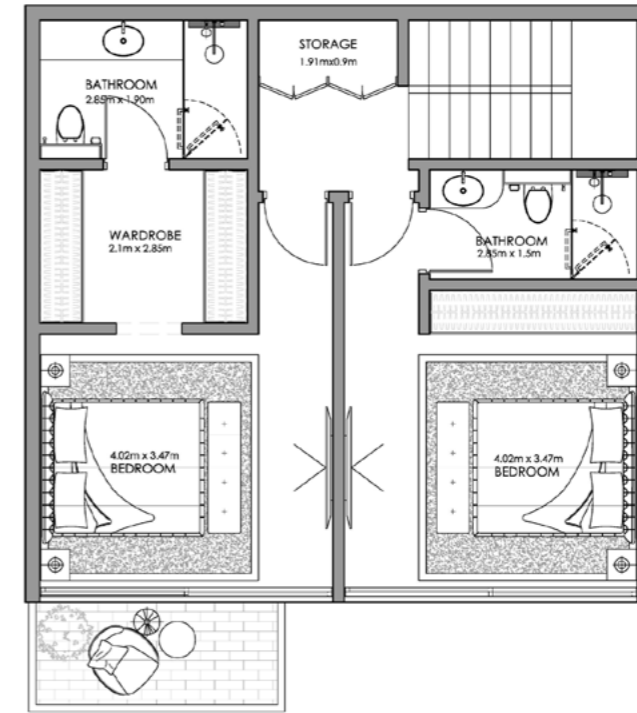 STORAGE
1.91mx0.9m
BATHROOM
2.85m x 1.90m
WARDROBE
2.1m x 2.85m
BATHROOM
2.85m x 1.5m
4.02m x 3.47m
BEDROOM
4.02m x 3.47m
BEDROOM